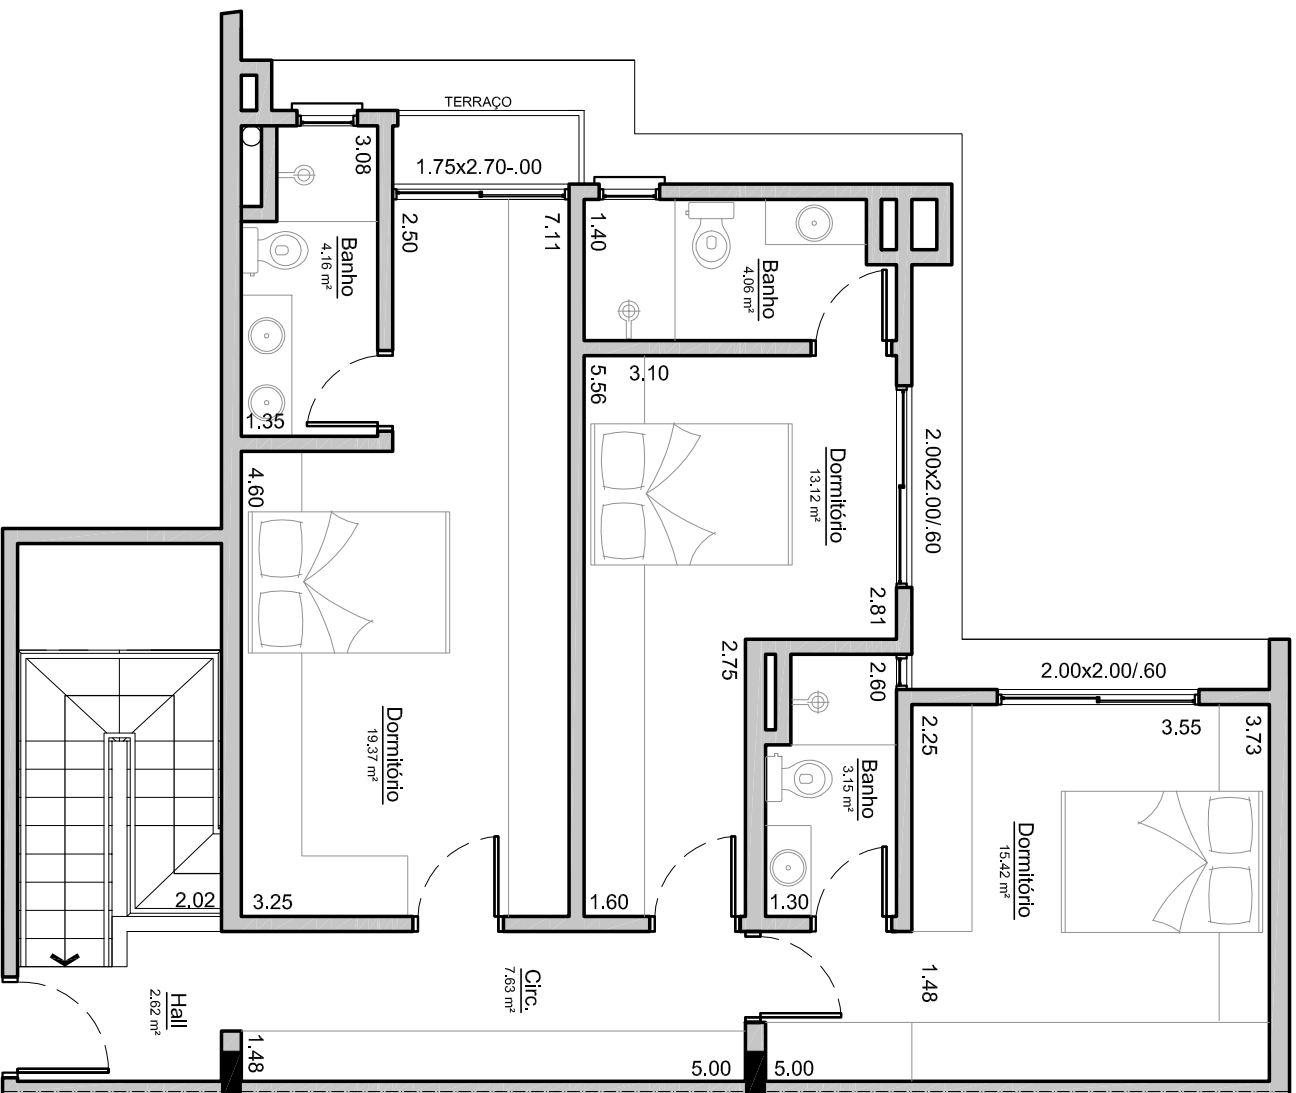 TERRAÇO
1.75x2.70-.00
3.08
2.50
7.11
1.40
Banho
4.16 m²
Banho
4.06 m²
1.35
5.56
3.10
4.60
Dormitório
13.12 m²
2.00x2.00/.60
2.81
2.75
2.60
2.00x2.00/.60
2.25
3.55
3.73
Dormitório
19.37 m²
Banho
3.15 m²
Dormitório
15.42 m²
2.02
3.25
1.60
1.30
1.48
Circ.
7.63 m²
Hall
2.62 m²
1.48
5.00
5.00